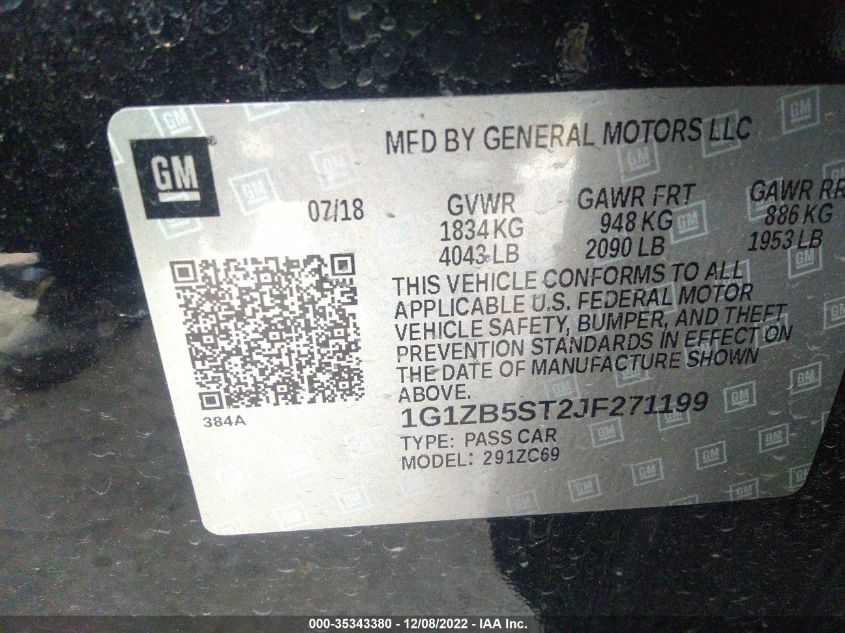 GM
MFD BY GENERAL MOTORS LLC
07/18
GVWR GAWR FRT GAWR RR
1834 KG 948 KG 886 KG
4043 LB 2090 LB 1953 LB
THIS VEHICLE CONFORMS TO ALL
APPLICABLE U.S. FEDERAL MOTOR
VEHICLE SAFETY, BUMPER, AND THEFT
PREVENTION STANDARDS IN EFFECT ON
THE DATE OF MANUFACTURE SHOWN
ABOVE.
384A
1G1ZB5ST2JF271199
TYPE: PASS CAR
MODEL: 291ZC69
000-35343380 - 12/08/2022 - IAA Inc.